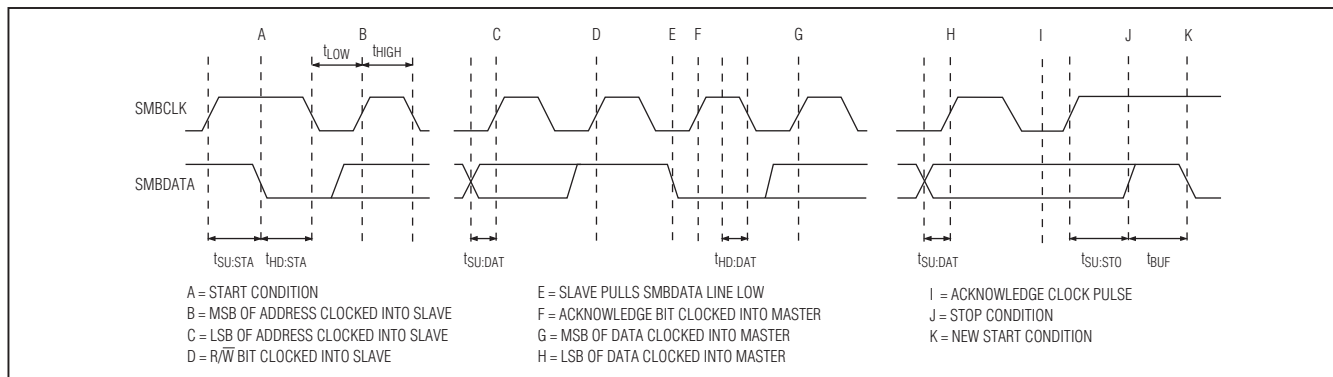 A B C D E F G H I J K
tLOW tHIGH
SMBCLK
SMBDATA
tSU:STA tHD:STA tSU:DAT tHD:DAT tSU:DAT tSU:STO tBUF
A = START CONDITION
B = MSB OF ADDRESS CLOCKED INTO SLAVE
C = LSB OF ADDRESS CLOCKED INTO SLAVE
D = R/W̅ BIT CLOCKED INTO SLAVE
E = SLAVE PULLS SMBDATA LINE LOW
F = ACKNOWLEDGE BIT CLOCKED INTO MASTER
G = MSB OF DATA CLOCKED INTO MASTER
H = LSB OF DATA CLOCKED INTO MASTER
I = ACKNOWLEDGE CLOCK PULSE
J = STOP CONDITION
K = NEW START CONDITION